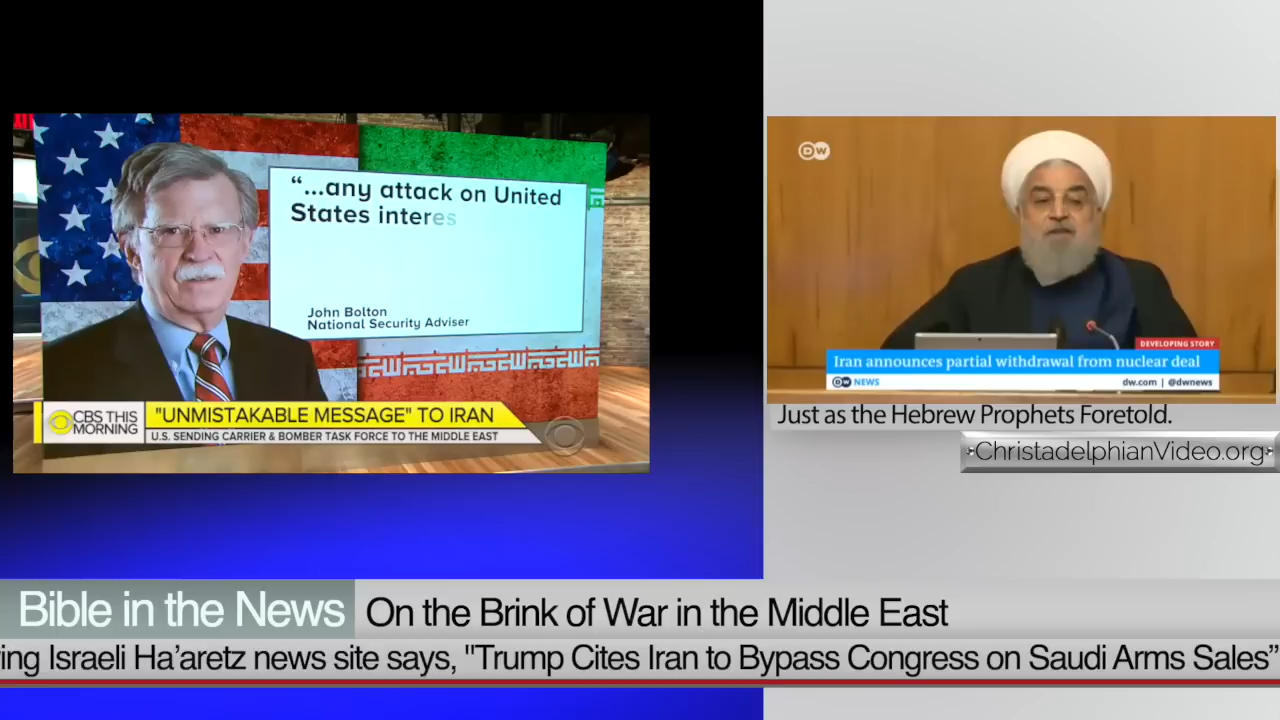 "...any attack on United
States interes
John Bolton
National Security Adviser
CBS THIS
MORNING
"UNMISTAKABLE MESSAGE" TO IRAN
U.S. SENDING CARRIER & BOMBER TASK FORCE TO THE MIDDLE EAST
DW
DEVELOPING STORY
Iran announces partial withdrawal from nuclear deal
DW NEWS
dw.com | @dwnews
Just as the Hebrew Prophets Foretold.
ChristadelphianVideo.org
Bible in the News
On the Brink of War in the Middle East
ing Israeli Ha’aretz news site says, "Trump Cites Iran to Bypass Congress on Saudi Arms Sales”